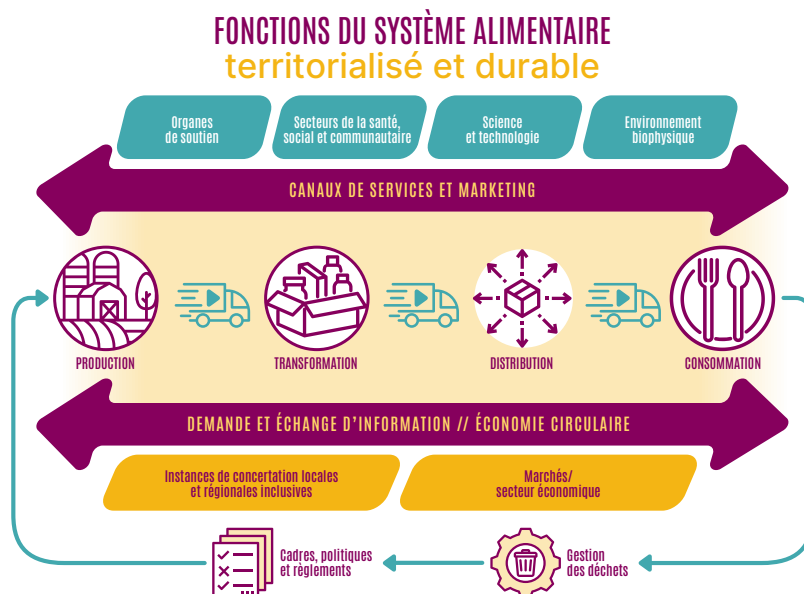 FONCTIONS DU SYSTÈME ALIMENTAIRE
territorialisé et durable
Organes
de soutien
Secteurs de la santé,
social et communautaire
Science
et technologie
Environnement
biophysique
CANAUX DE SERVICES ET MARKETING
PRODUCTION
TRANSFORMATION
DISTRIBUTION
CONSOMMATION
DEMANDE ET ÉCHANGE D'INFORMATION // ÉCONOMIE CIRCULAIRE
Instances de concertation locales
et régionales inclusives
Marchés/
secteur économique
Cadres, politiques
et règlements
Gestion
des déchets